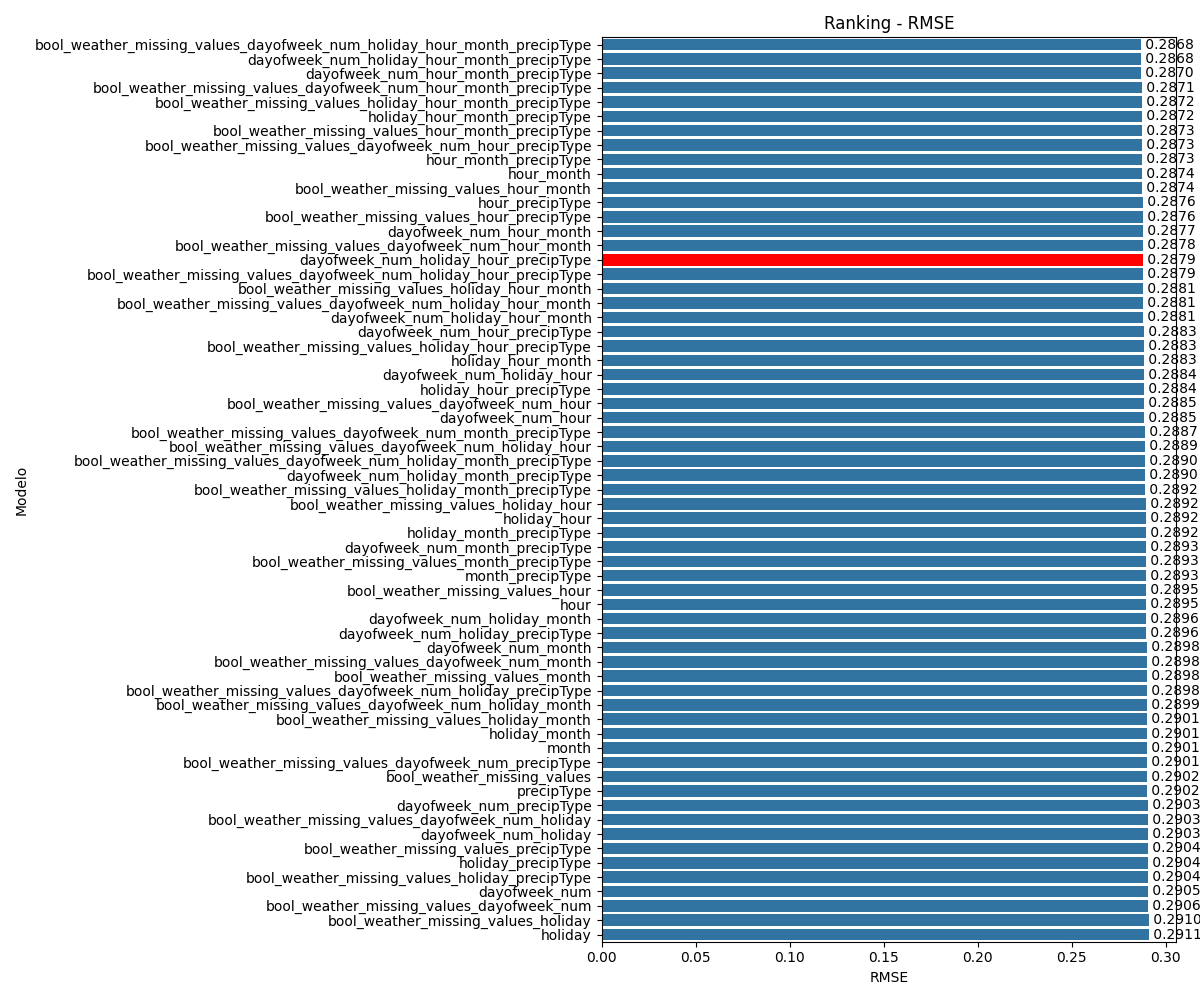 Ranking - RMSE
bool_weather_missing_values_dayofweek_num_holiday_hour_month_precipType 0.2868
dayofweek_num_holiday_hour_month_precipType 0.2868
dayofweek_num_hour_month_precipType 0.2870
bool_weather_missing_values_dayofweek_num_hour_month_precipType 0.2871
bool_weather_missing_values_holiday_hour_month_precipType 0.2872
holiday_hour_month_precipType 0.2872
bool_weather_missing_values_hour_month_precipType 0.2873
bool_weather_missing_values_dayofweek_num_hour_precipType 0.2873
hour_month_precipType 0.2873
hour_month 0.2874
bool_weather_missing_values_hour_month 0.2874
hour_precipType 0.2876
bool_weather_missing_values_hour_precipType 0.2876
dayofweek_num_hour_month 0.2877
bool_weather_missing_values_dayofweek_num_hour_month 0.2878
dayofweek_num_holiday_hour_precipType 0.2879
bool_weather_missing_values_dayofweek_num_holiday_hour_precipType 0.2879
bool_weather_missing_values_holiday_hour_month 0.2881
bool_weather_missing_values_dayofweek_num_holiday_hour_month 0.2881
dayofweek_num_holiday_hour_month 0.2881
dayofweek_num_hour_precipType 0.2883
bool_weather_missing_values_holiday_hour_precipType 0.2883
holiday_hour_month 0.2883
dayofweek_num_holiday_hour 0.2884
holiday_hour_precipType 0.2884
bool_weather_missing_values_dayofweek_num_hour 0.2885
dayofweek_num_hour 0.2885
bool_weather_missing_values_dayofweek_num_month_precipType 0.2887
bool_weather_missing_values_dayofweek_num_holiday_hour 0.2889
bool_weather_missing_values_dayofweek_num_holiday_month_precipType 0.2890
dayofweek_num_holiday_month_precipType 0.2890
bool_weather_missing_values_holiday_month_precipType 0.2892
bool_weather_missing_values_holiday_hour 0.2892
holiday_hour 0.2892
holiday_month_precipType 0.2892
dayofweek_num_month_precipType 0.2893
bool_weather_missing_values_month_precipType 0.2893
month_precipType 0.2893
bool_weather_missing_values_hour 0.2895
hour 0.2895
dayofweek_num_holiday_month 0.2896
dayofweek_num_holiday_precipType 0.2896
dayofweek_num_month 0.2898
bool_weather_missing_values_dayofweek_num_month 0.2898
bool_weather_missing_values_month 0.2898
bool_weather_missing_values_dayofweek_num_holiday_precipType 0.2898
bool_weather_missing_values_dayofweek_num_holiday_month 0.2899
bool_weather_missing_values_holiday_month 0.2901
holiday_month 0.2901
month 0.2901
bool_weather_missing_values_dayofweek_num_precipType 0.2901
bool_weather_missing_values 0.2902
precipType 0.2902
dayofweek_num_precipType 0.2903
bool_weather_missing_values_dayofweek_num_holiday 0.2903
dayofweek_num_holiday 0.2903
bool_weather_missing_values_precipType 0.2904
holiday_precipType 0.2904
bool_weather_missing_values_holiday_precipType 0.2904
dayofweek_num 0.2905
bool_weather_missing_values_dayofweek_num 0.2906
bool_weather_missing_values_holiday 0.2910
holiday 0.2911
Modelo
0.00 0.05 0.10 0.15 0.20 0.25 0.30
RMSE